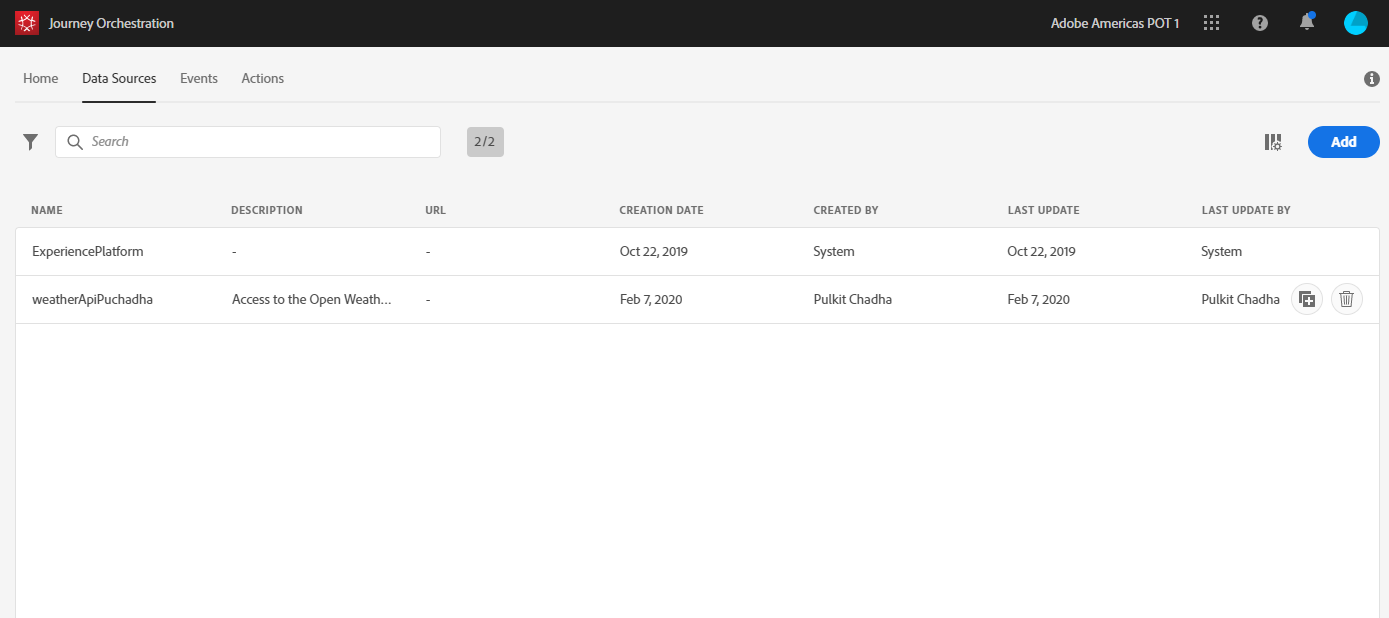 Journey Orchestration Adobe Americas POT 1
Home Data Sources Events Actions
Search 2/2 Add
NAME DESCRIPTION URL CREATION DATE CREATED BY LAST UPDATE LAST UPDATE BY
ExperiencePlatform - - Oct 22, 2019 System Oct 22, 2019 System
weatherApiPuchadha Access to the Open Weath... - Feb 7, 2020 Pulkit Chadha Feb 7, 2020 Pulkit Chadha